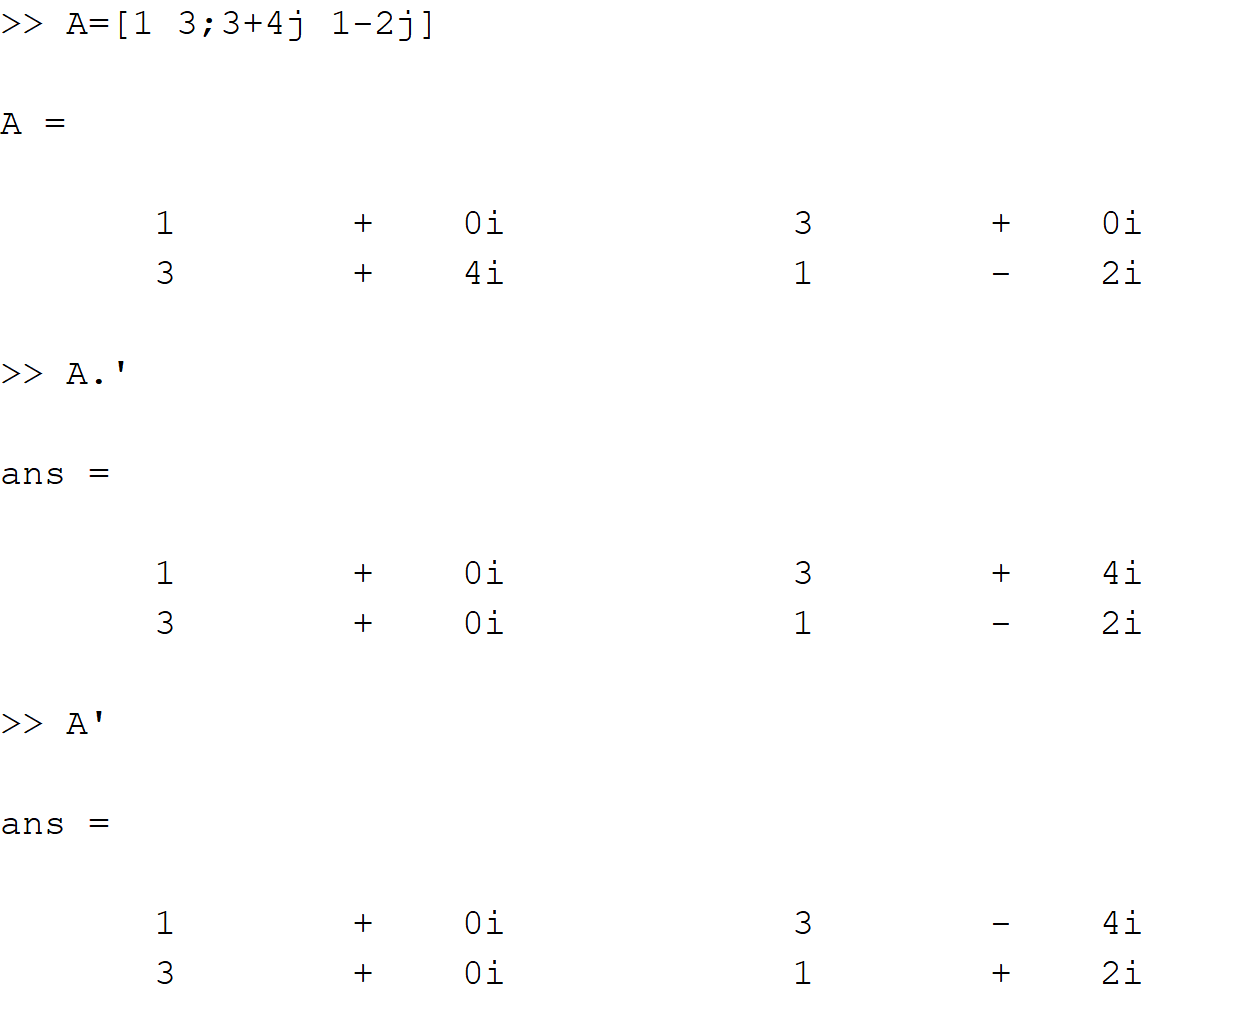 >> A=[1 3;3+4j 1-2j]
A =
1 + 0i 3 + 0i
3 + 4i 1 - 2i
>> A.'
ans =
1 + 0i 3 + 4i
3 + 0i 1 - 2i
>> A'
ans =
1 + 0i 3 - 4i
3 + 0i 1 + 2i